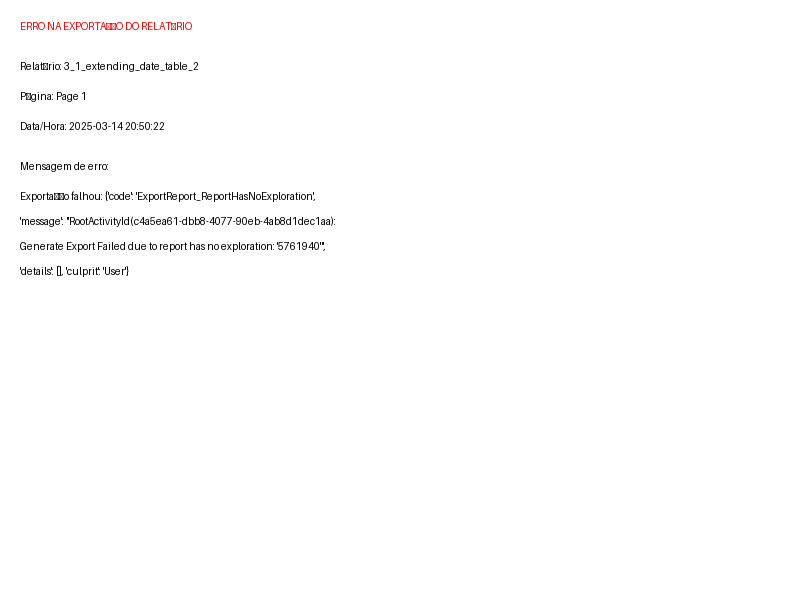 ERRO NA EXPORTA▯▯O DO RELAT▯RIO
Relat▯rio: 3_1_extending_date_table_2
P▯gina: Page 1
Data/Hora: 2025-03-14 20:50:22
Mensagem de erro:
Exporta▯▯o falhou: {'code': 'ExportReport_ReportHasNoExploration',
'message': "RootActivityId(c4a5ea61-dbb8-4077-90eb-4ab8d1dec1aa):
Generate Export Failed due to report has no exploration: '5761940'",
'details': [], 'culprit': 'User'}